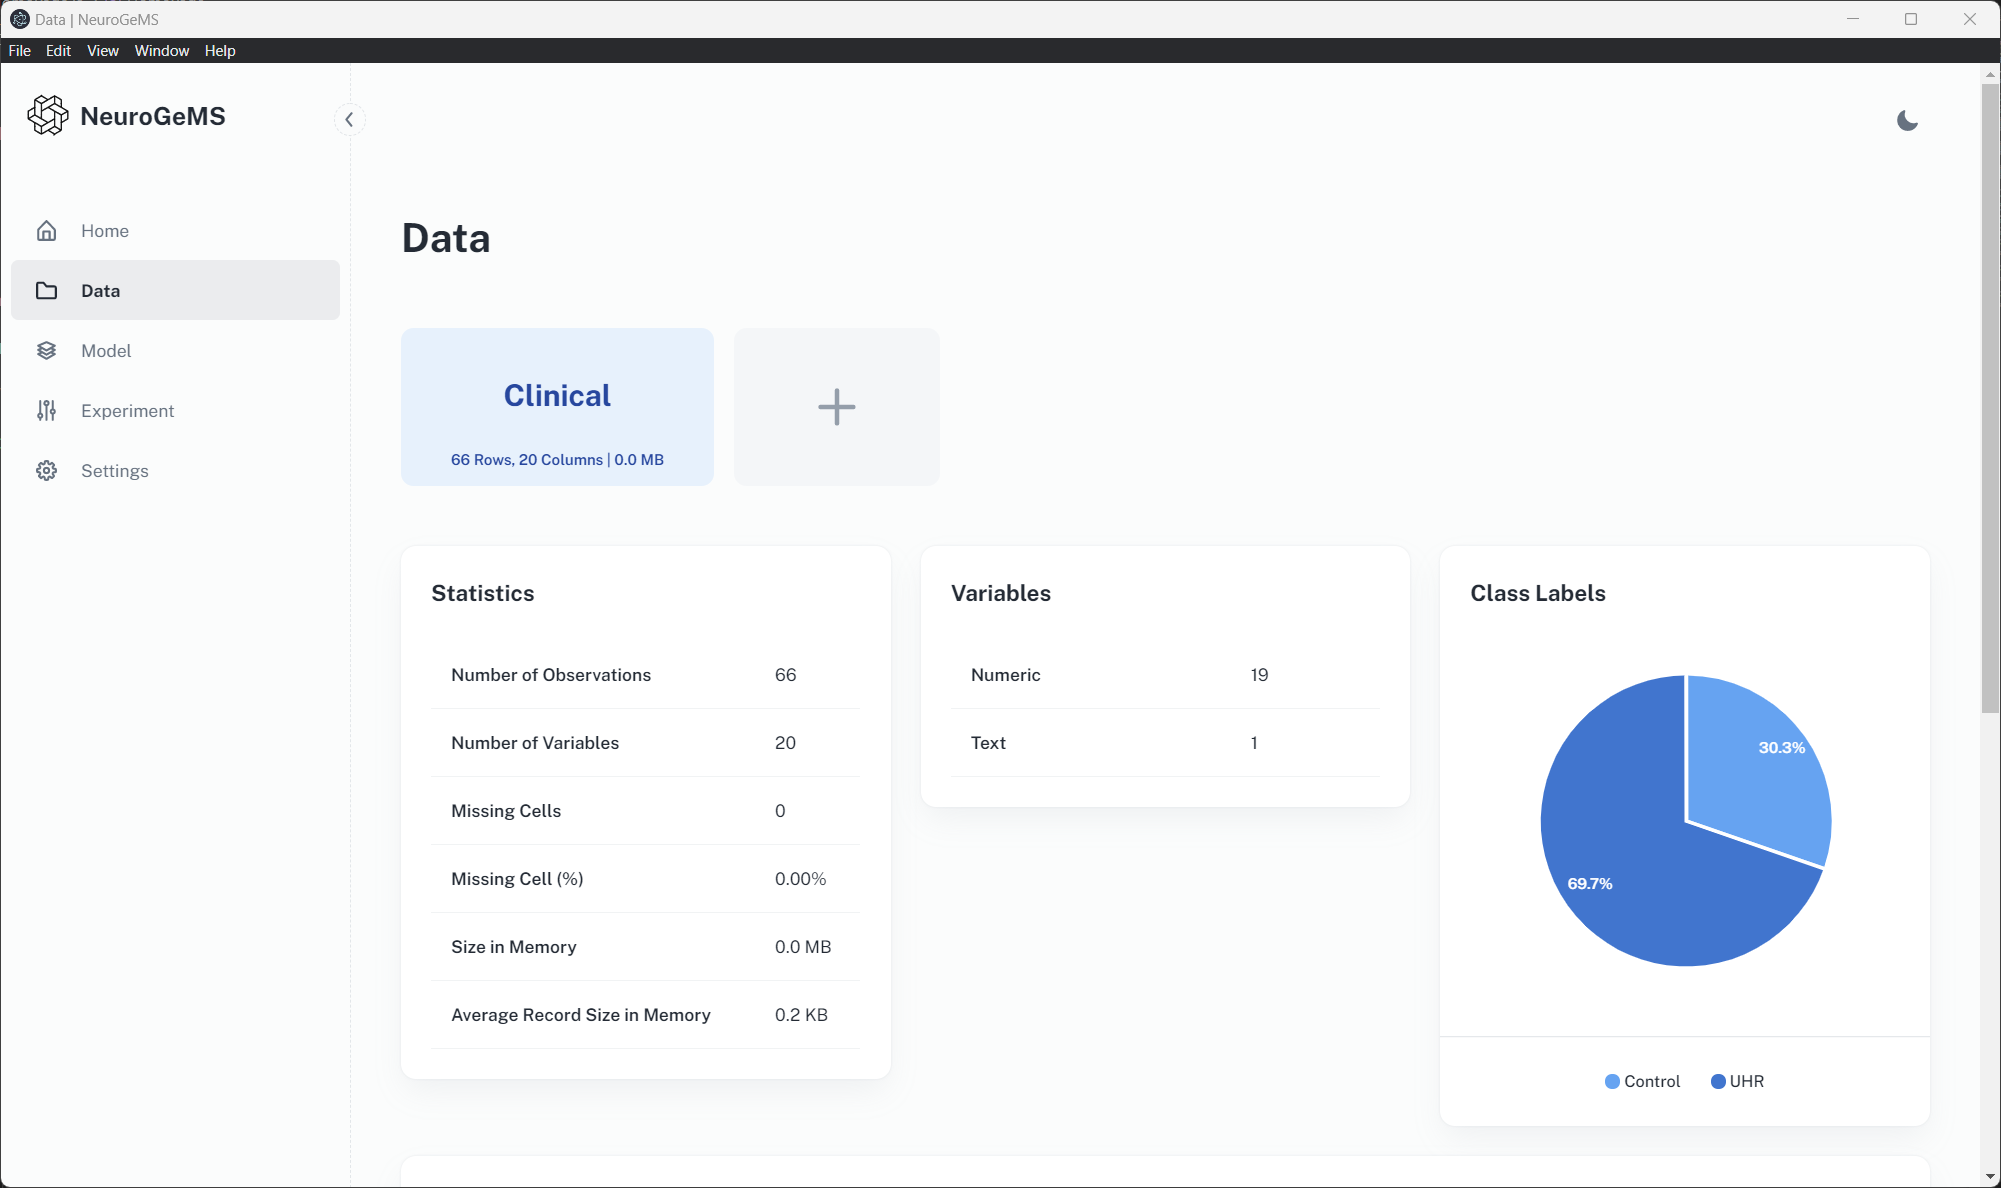 Data | NeuroGeMS
File Edit View Window Help
NeuroGeMS
Home
Data
Model
Experiment
Settings
Data
Clinical
66 Rows, 20 Columns | 0.0 MB
Statistics
Number of Observations 66
Number of Variables 20
Missing Cells 0
Missing Cell (%) 0.00%
Size in Memory 0.0 MB
Average Record Size in Memory 0.2 KB
Variables
Numeric 19
Text 1
Class Labels
30.3%
69.7%
Control UHR